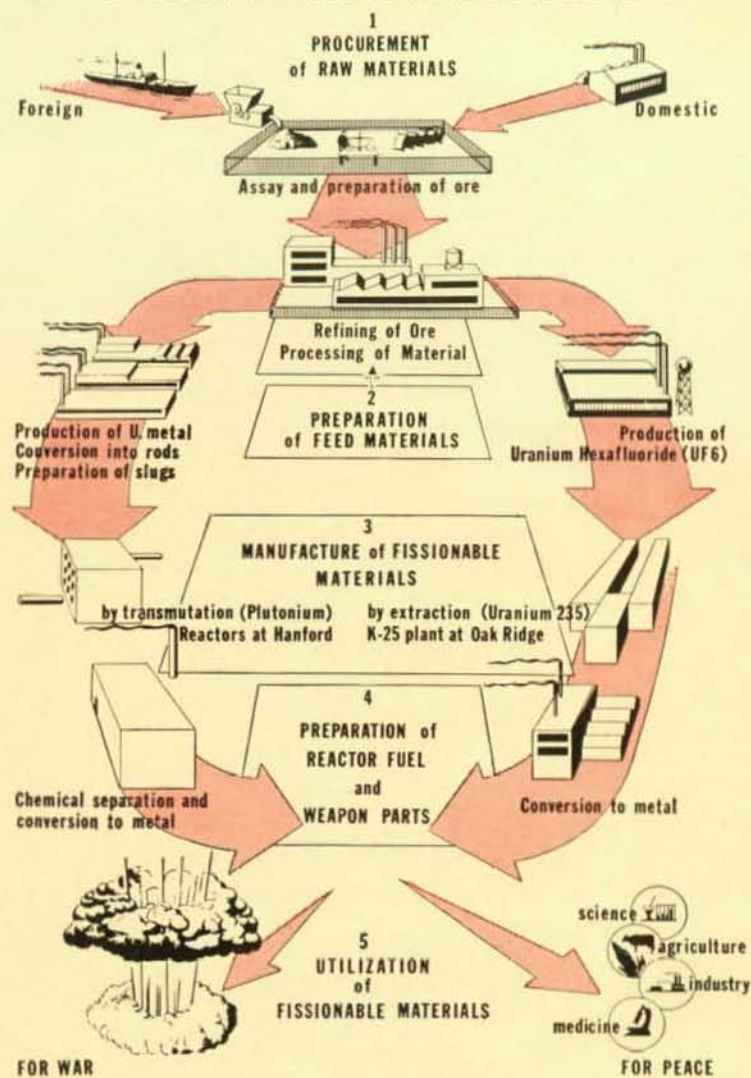 1
PROCUREMENT
of RAW MATERIALS
Foreign
Domestic
Assay and preparation of ore
Refining of Ore
Processing of Material
2
PREPARATION
of FEED MATERIALS
Production of U. metal
Conversion into rods
Preparation of slugs
Production of
Uranium Hexafluoride (UF6)
3
MANUFACTURE of FISSIONABLE
MATERIALS
by transmutation (Plutonium)
Reactors at Hanford
by extraction (Uranium 235)
K-25 plant at Oak Ridge
4
PREPARATION of
REACTOR FUEL
and
WEAPON PARTS
Chemical separation and
conversion to metal
Conversion to metal
5
UTILIZATION
of
FISSIONABLE MATERIALS
science
agriculture
industry
medicine
FOR WAR
FOR PEACE